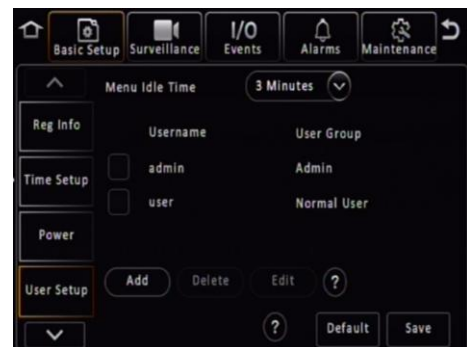 Basic Setup
Surveillance
I/O
Events
Alarms
Maintenance
Menu Idle Time
3 Minutes
Reg Info
Time Setup
Power
User Setup
Username User Group
admin Admin
user Normal User
Add Delete Edit ?
? Default Save